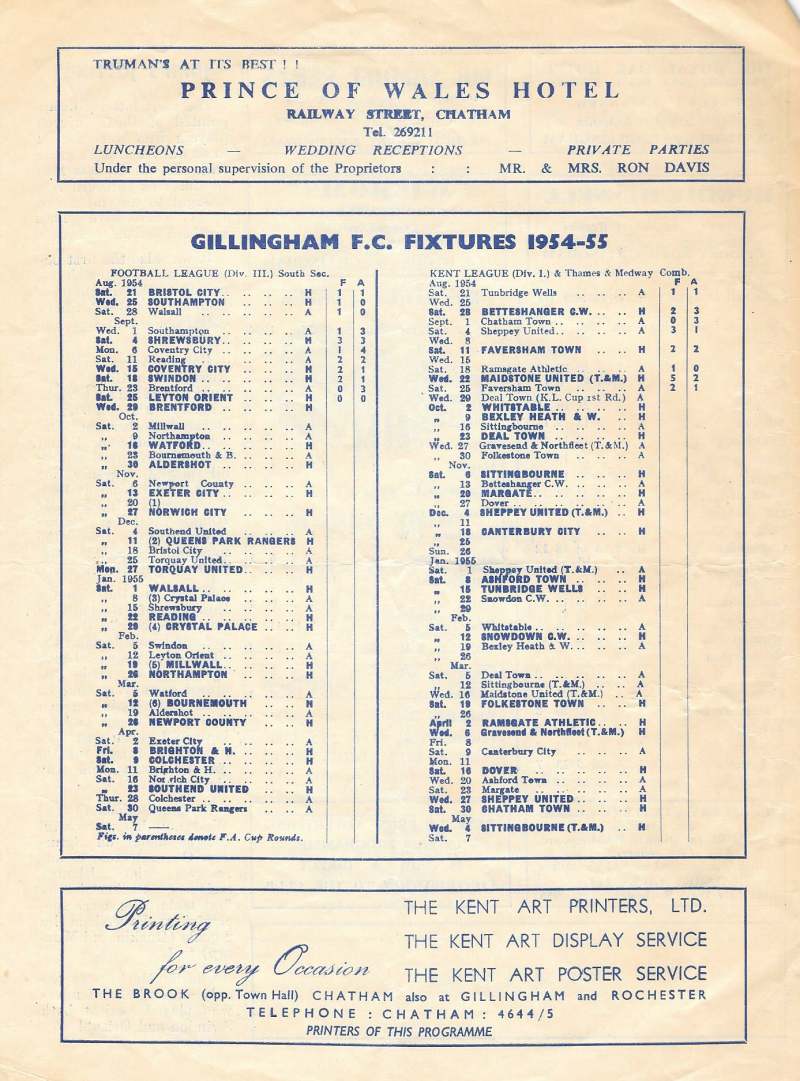 TRUMAN'S AT ITS BEST ! !
PRINCE OF WALES HOTEL
RAILWAY STREET, CHATHAM
Tel. 269211
LUNCHEONS — WEDDING RECEPTIONS — PRIVATE PARTIES
Under the personal supervision of the Proprietors : : MR. & MRS. RON DAVIS
GILLINGHAM F.C. FIXTURES 1954-55
FOOTBALL LEAGUE (Div. III.) South Sec.
Aug. 1954 F A
Sat. 21 BRISTOL CITY.. .. .. .. H 1 1
Wed. 25 SOUTHAMPTON .. .. .. H 1 0
Sat. 28 Walsall .. .. .. .. A 1 0
Sept.
Wed. 1 Southampton .. .. .. .. A 1 3
Sat. 4 SHREWSBURY.. .. .. .. H 3 3
Mon. 6 Coventry City .. .. .. A 1 4
Sat. 11 Reading .. .. .. .. A 2 2
Wed. 15 COVENTRY CITY .. .. .. H 2 1
Sat. 18 SWINDON .. .. .. .. .. H 2 1
Thur. 23 Brentford .. .. .. .. A 0 3
Sat. 25 LEYTON ORIENT .. .. .. H 0 0
Wed. 29 BRENTFORD .. .. .. .. H
Oct.
Sat. 2 Millwall .. .. .. .. A
„ 9 Northampton .. .. .. .. A
„ 16 WATFORD.. .. .. .. .. H
„ 23 Bournemouth & B. .. .. .. A
„ 30 ALDERSHOT .. .. .. .. H
Nov.
Sat. 6 Newport County .. .. .. A
„ 13 EXETER CITY .. .. .. .. H
„ 20 (1)
„ 27 NORWICH CITY .. .. .. H
Dec.
Sat. 4 Southend United .. .. .. A
„ 11 (2) QUEENS PARK RANGERS H
„ 18 Bristol City .. .. .. .. A
„ 25 Torquay United.. .. .. .. A
Mon. 27 TORQUAY UNITED.. .. .. H
Jan. 1955
Sat. 1 WALSALL .. .. .. .. .. H
„ 8 (3) Crystal Palace .. .. .. A
„ 15 Shrewsbury .. .. .. .. A
„ 22 READING .. .. .. .. .. H
„ 29 (4) CRYSTAL PALACE .. .. H
Feb.
Sat. 5 Swindon .. .. .. .. A
„ 12 Leyton Orient .. .. .. .. A
„ 19 (5) MILLWALL.. .. .. .. H
„ 26 NORTHAMPTON .. .. .. H
Mar.
Sat. 5 Watford .. .. .. .. A
„ 12 (6) BOURNEMOUTH .. .. H
„ 19 Aldershot .. .. .. .. A
„ 26 NEWPORT COUNTY .. .. H
Apr.
Sat. 2 Exeter City .. .. .. .. A
Fri. 8 BRIGHTON & H. .. .. .. H
Sat. 9 COLCHESTER .. .. .. .. H
Mon. 11 Brighton & H. .. .. .. .. A
Sat. 16 Norwich City .. .. .. .. A
„ 23 SOUTHEND UNITED .. .. H
Thur. 28 Colchester .. .. .. .. A
Sat. 30 Queens Park Rangers .. .. A
May
Sat. 7 ——
Figs. in parentheses denote F.A. Cup Rounds.
KENT LEAGUE (Div. I.) & Thames & Medway Comb.
Aug. 1954 F A
Sat. 21 Tunbridge Wells .. .. .. A 1 1
Wed. 25
Sat. 28 BETTESHANGER C.W. .. .. H 2 3
Sept. 1 Chatham Town .. .. .. .. A 0 3
Sat. 4 Sheppey United.. .. .. .. A 3 1
Wed. 8
Sat. 11 FAVERSHAM TOWN .. .. H 2 2
Wed. 15
Sat. 18 Ramsgate Athletic .. .. .. A 1 0
Wed. 22 MAIDSTONE UNITED (T.&M.) H 5 2
Sat. 25 Faversham Town .. .. .. A 2 1
Wed. 29 Deal Town (K.L. Cup 1st Rd.) A
Oct. 2 WHITSTABLE .. .. .. .. H
„ 9 BEXLEY HEATH & W. .. .. H
„ 16 Sittingbourne .. .. .. .. A
„ 23 DEAL TOWN .. .. .. .. H
Wed. 27 Gravesend & Northfleet (T.&M.) A
„ 30 Folkestone Town .. .. A
Nov.
Sat. 6 SITTINGBOURNE .. .. .. H
„ 13 Betteshanger C.W. .. .. .. A
„ 20 MARGATE.. .. .. .. .. H
„ 27 Dover .. .. .. .. .. A
Dec. 4 SHEPPEY UNITED (T.&M.) .. H
„ 11
„ 18 CANTERBURY CITY .. .. H
„ 25
Sun. 26
Jan. 1955
Sat. 1 Sheppey United (T.&M.) .. A
Sat. 8 ASHFORD TOWN .. .. .. H
„ 15 TUNBRIDGE WELLS .. .. H
„ 22 Snowdon C.W. .. .. .. .. A
„ 29
Feb.
Sat. 5 Whitstable .. .. .. .. A
„ 12 SNOWDOWN C.W. .. .. .. H
„ 19 Bexley Heath & W... .. .. A
„ 26
Mar.
Sat. 5 Deal Town .. .. .. .. A
„ 12 Sittingbourne (T.&M.) .. .. A
Wed. 16 Maidstone United (T.&M.) .. A
Sat. 19 FOLKESTONE TOWN .. .. H
„ 26
April 2 RAMSGATE ATHLETIC.. .. H
Wed. 6 Gravesend & Northfleet (T.&M.) H
Fri. 8
Sat. 9 Canterbury City .. .. .. A
Mon. 11
Sat. 16 DOVER .. .. .. .. .. H
Wed. 20 Ashford Town .. .. .. .. A
Sat. 23 Margate .. .. .. .. .. A
Wed. 27 SHEPPEY UNITED .. .. .. H
Sat. 30 CHATHAM TOWN .. .. .. H
May
Wed. 4 SITTINGBOURNE (T.&M.) .. H
Sat. 7
Printing
for every Occasion
THE KENT ART PRINTERS, LTD.
THE KENT ART DISPLAY SERVICE
THE KENT ART POSTER SERVICE
THE BROOK (opp. Town Hall) CHATHAM also at GILLINGHAM and ROCHESTER
TELEPHONE : CHATHAM : 4644/5
PRINTERS OF THIS PROGRAMME